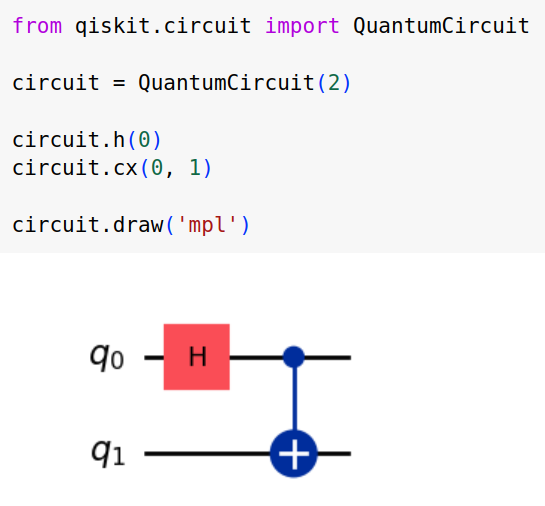 from qiskit.circuit import QuantumCircuit
circuit = QuantumCircuit(2)
circuit.h(0)
circuit.cx(0, 1)
circuit.draw('mpl')
q0 H
q1